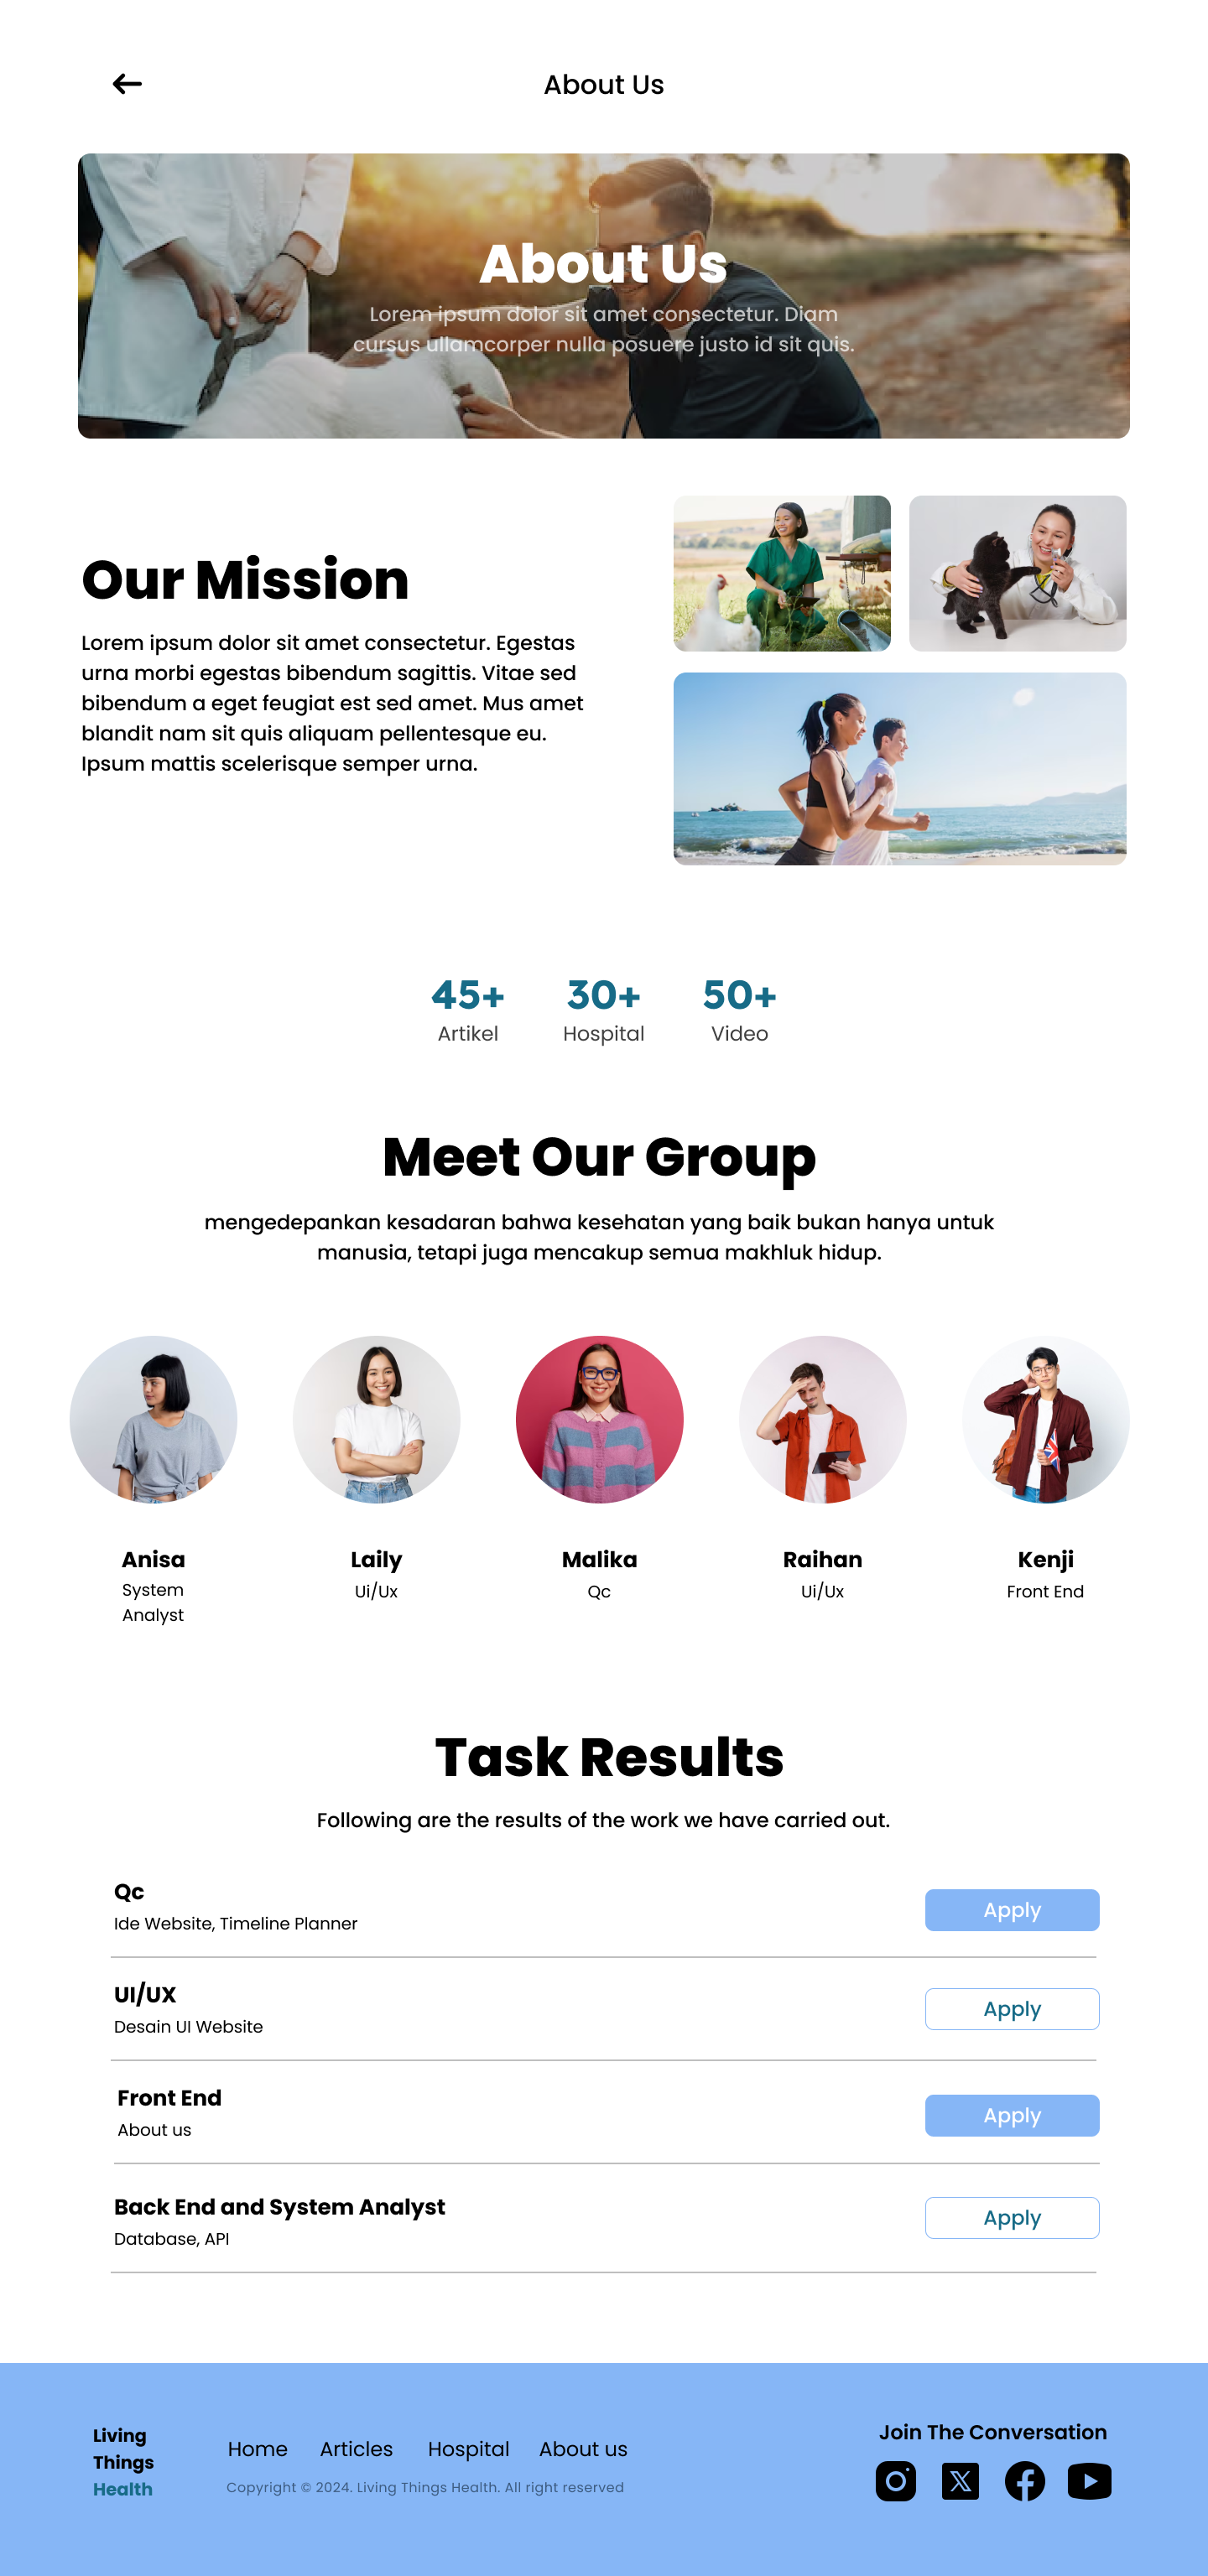 About Us
About Us
Lorem ipsum dolor sit amet consectetur. Diam
cursus ullamcorper nulla posuere justo id sit quis.
Our Mission
Lorem ipsum dolor sit amet consectetur. Egestas
urna morbi egestas bibendum sagittis. Vitae sed
bibendum a eget feugiat est sed amet. Mus amet
blandit nam sit quis aliquam pellentesque eu.
Ipsum mattis scelerisque semper urna.
45+ 30+ 50+
Artikel Hospital Video
Meet Our Group
mengedepankan kesadaran bahwa kesehatan yang baik bukan hanya untuk
manusia, tetapi juga mencakup semua makhluk hidup.
Anisa Laily Malika Raihan Kenji
System Ui/Ux Qc Ui/Ux Front End
Analyst
Task Results
Following are the results of the work we have carried out.
Qc
Ide Website, Timeline Planner
Apply
UI/UX
Desain UI Website
Apply
Front End
About us
Apply
Back End and System Analyst
Database, API
Apply
Living
Things
Health
Home Articles Hospital About us
Copyright © 2024. Living Things Health. All right reserved
Join The Conversation